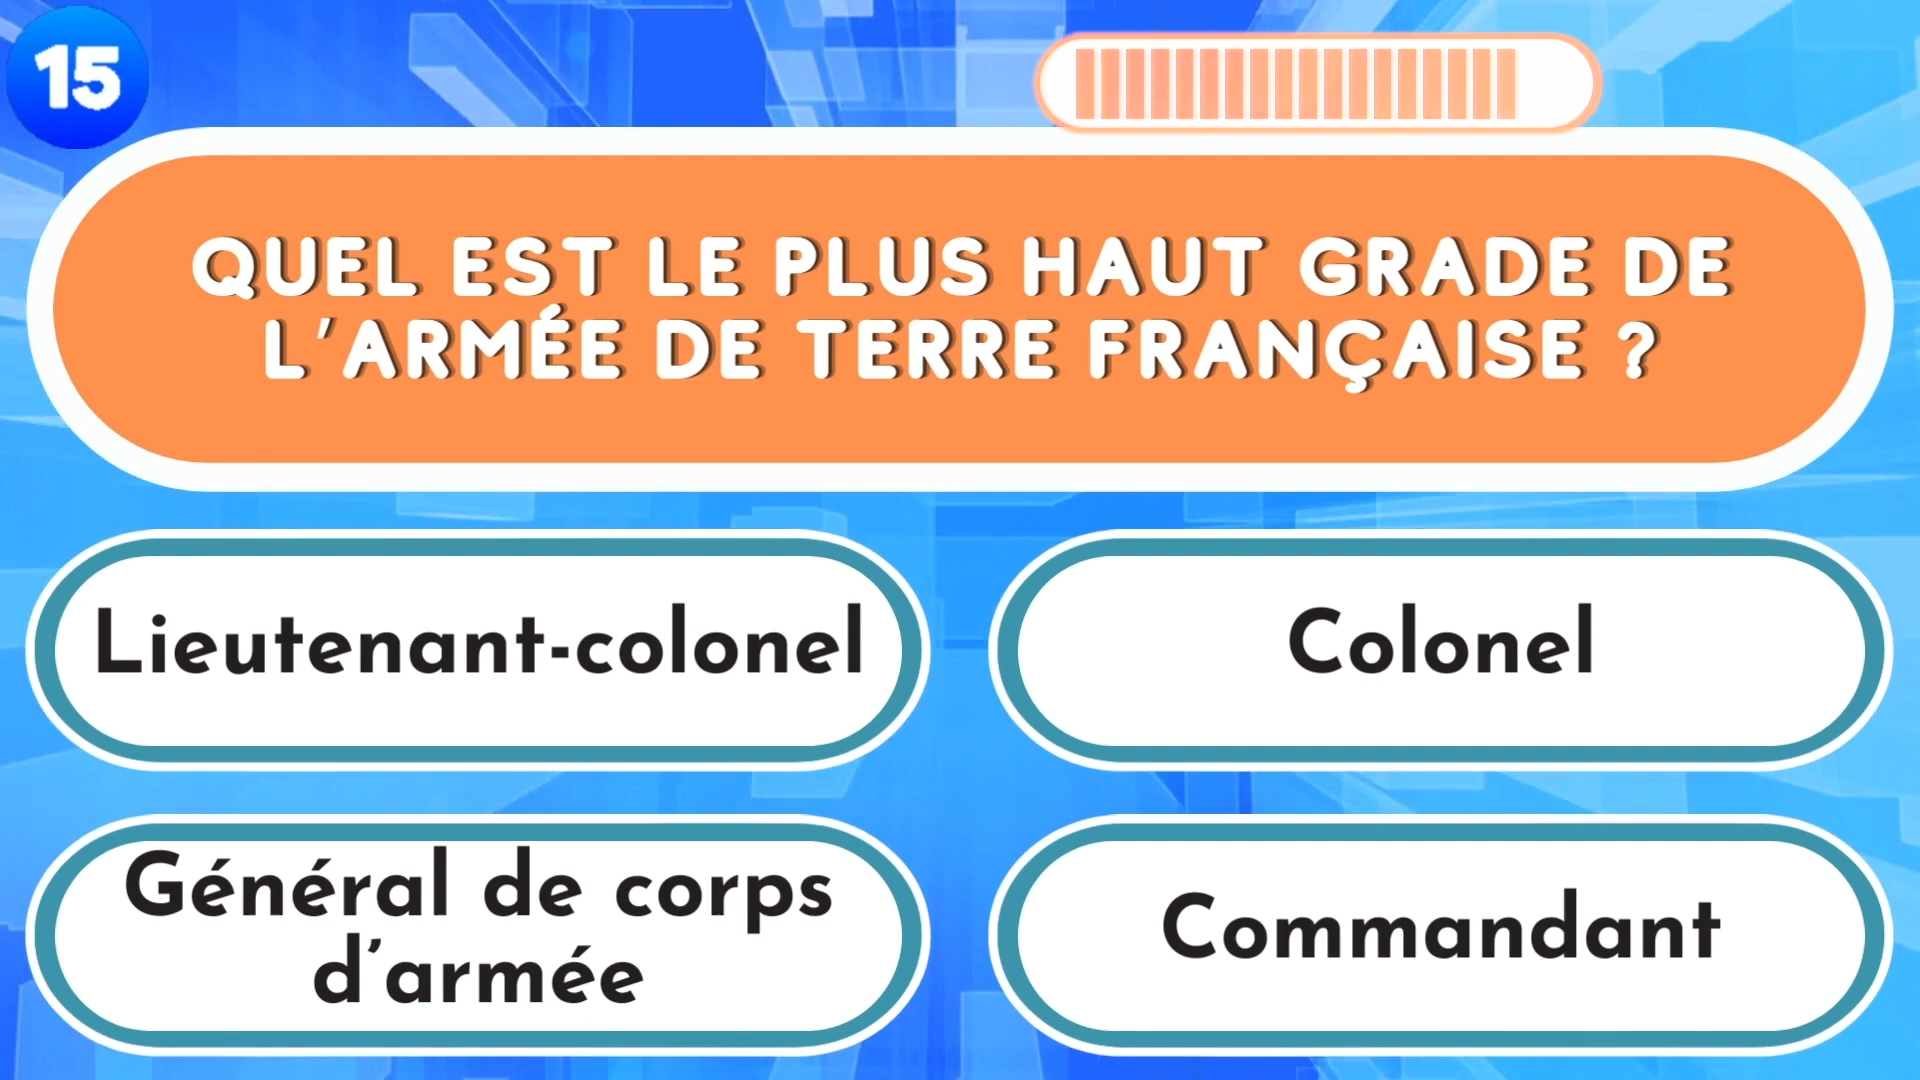 15
QUEL EST LE PLUS HAUT GRADE DE
L'ARMÉE DE TERRE FRANÇAISE ?
Lieutenant-colonel
Colonel
Général de corps
d'armée
Commandant